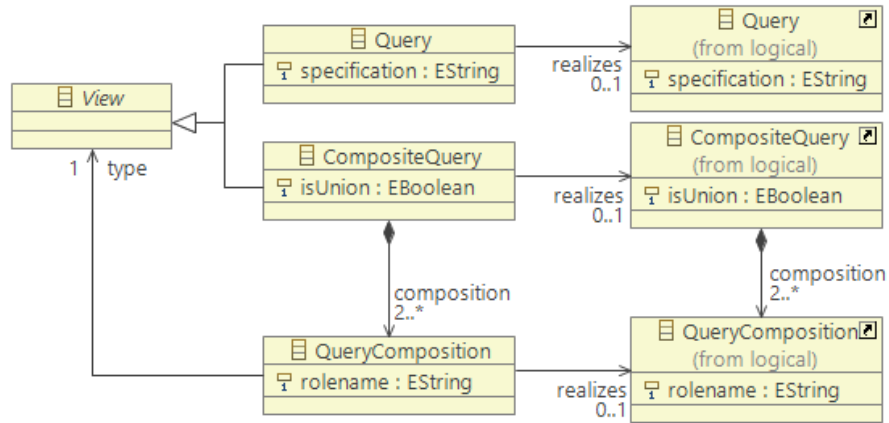 Query
specification : EString
realizes
0..1
Query
(from logical)
specification : EString
View
1 type
CompositeQuery
isUnion : EBoolean
realizes
0..1
CompositeQuery
(from logical)
isUnion : EBoolean
composition
2..*
composition
2..*
QueryComposition
rolename : EString
realizes
0..1
QueryComposition
(from logical)
rolename : EString